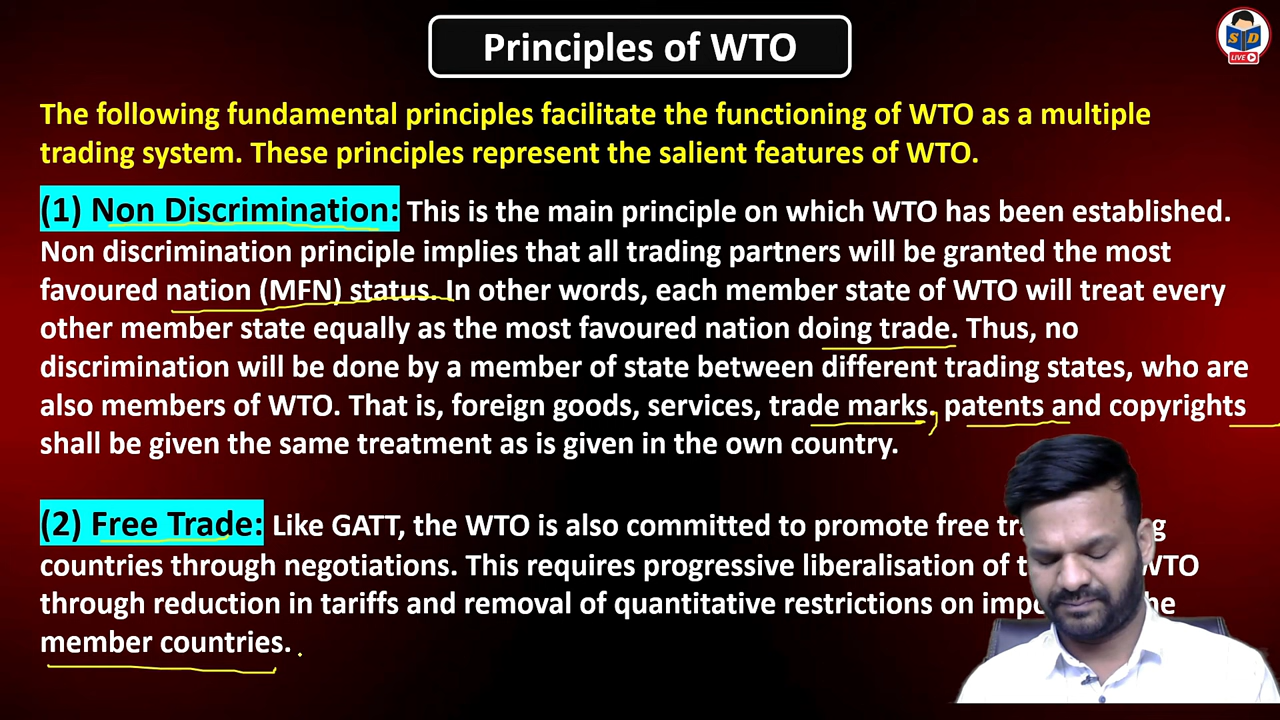 Principles of WTO
S D
LIVE
The following fundamental principles facilitate the functioning of WTO as a multiple
trading system. These principles represent the salient features of WTO.
(1) Non Discrimination: This is the main principle on which WTO has been established.
Non discrimination principle implies that all trading partners will be granted the most
favoured nation (MFN) status. In other words, each member state of WTO will treat every
other member state equally as the most favoured nation doing trade. Thus, no
discrimination will be done by a member of state between different trading states, who are
also members of WTO. That is, foreign goods, services, trade marks, patents and copyrights
shall be given the same treatment as is given in the own country.
(2) Free Trade: Like GATT, the WTO is also committed to promote free
countries through negotiations. This requires progressive liberalisation of WTO
through reduction in tariffs and removal of quantitative restrictions on
member countries.